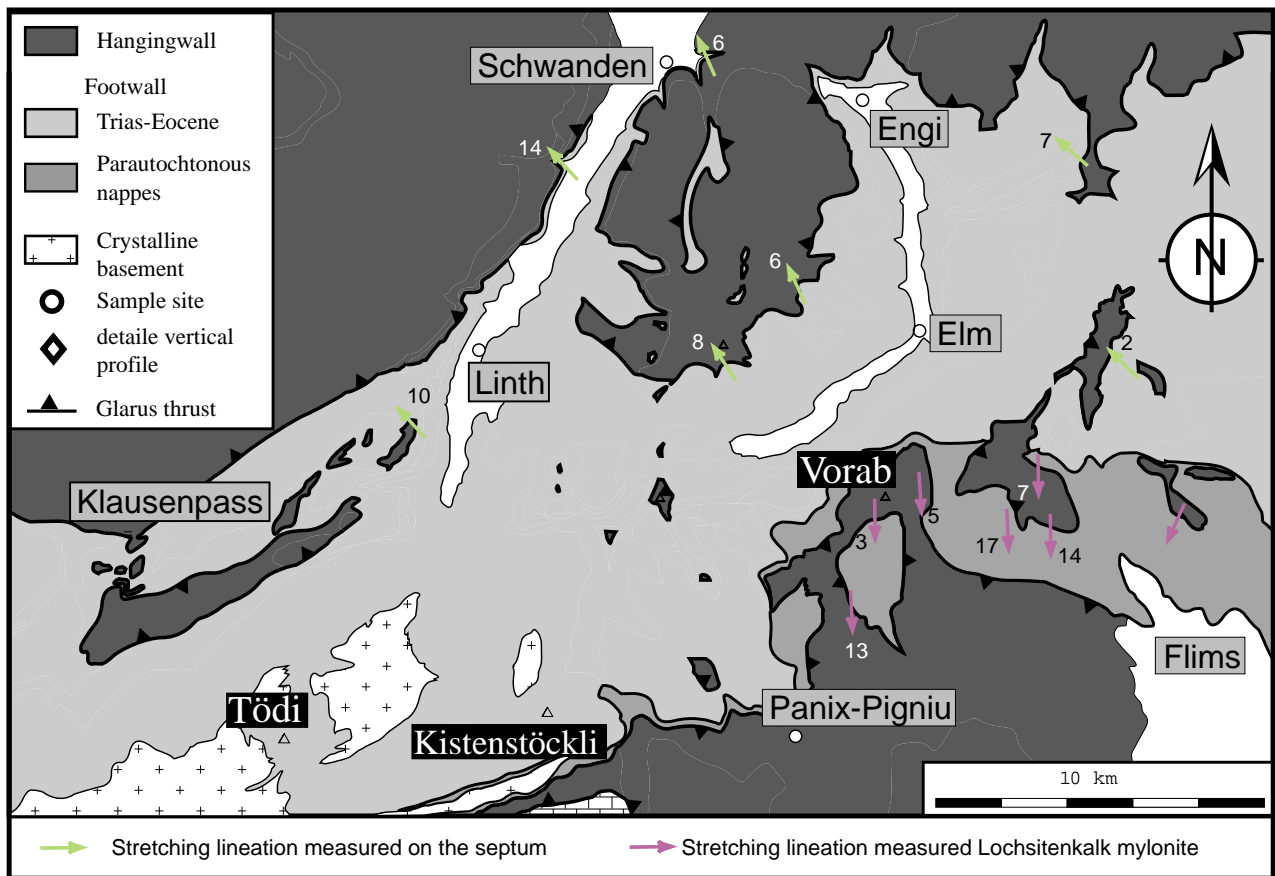 Hangingwall
Footwall
Trias-Eocene
Parautochtonous
nappes
Crystalline
basement
Sample site
detaile vertical
profile
Glarus thrust
Schwanden
6
Engi
14
7
N
6
8
Elm
2
Linth
10
Vorab
Klausenpass
7
5
3
17
14
13
Flims
Tödi
Panix-Pigniu
Kistenstöckli
10 km
Stretching lineation measured on the septum
Stretching lineation measured Lochsitenkalk mylonite